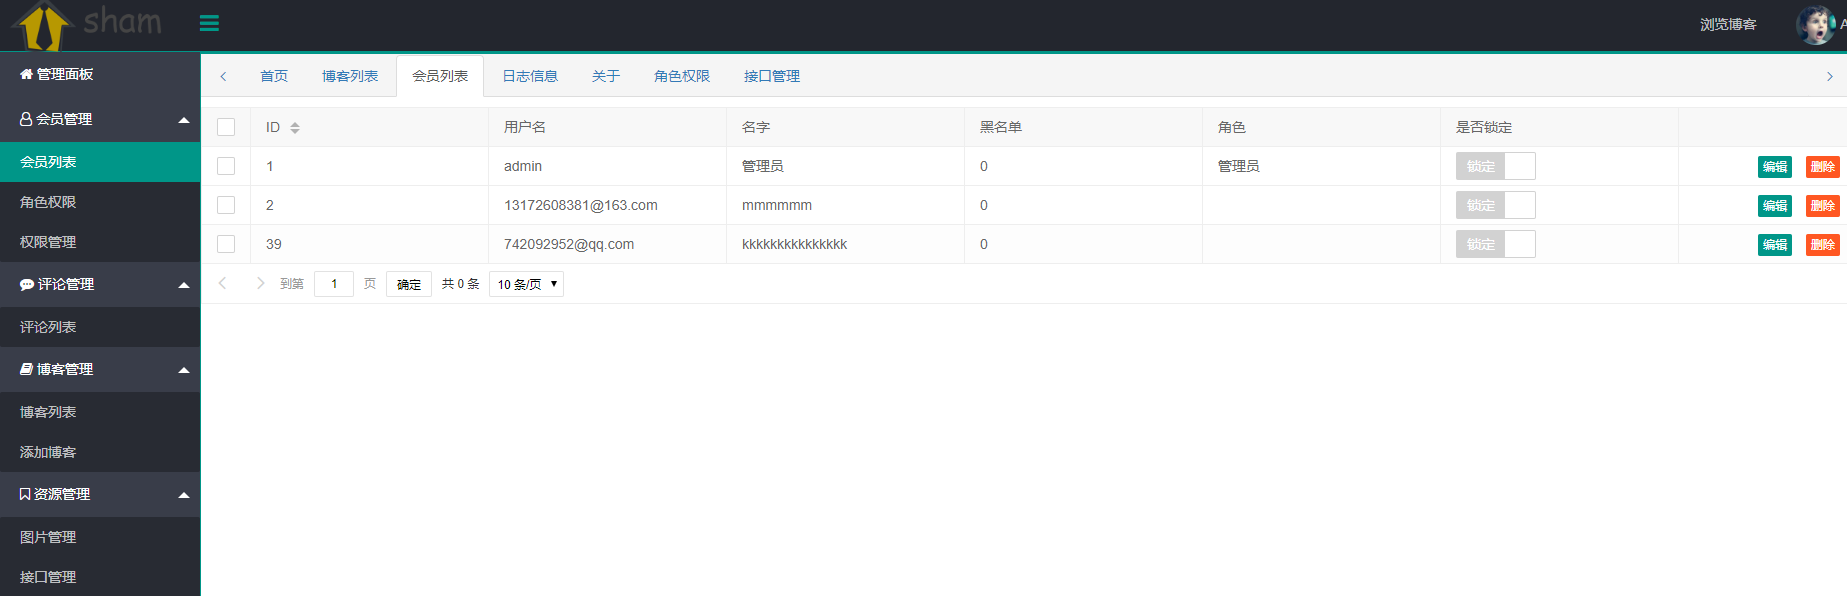 sham
浏览博客
管理面板
会员管理
会员列表
角色权限
权限管理
评论管理
评论列表
博客管理
博客列表
添加博客
资源管理
图片管理
接口管理
首页 博客列表 会员列表 日志信息 关于 角色权限 接口管理
ID 用户名 名字 黑名单 角色 是否锁定
1 admin 管理员 0 管理员 锁定 编辑 删除
2 13172608381@163.com mmmmmm 0 锁定 编辑 删除
39 742092952@qq.com kkkkkkkkkkkkkkk 0 锁定 编辑 删除
到第 1 页 确定 共 0 条 10 条/页